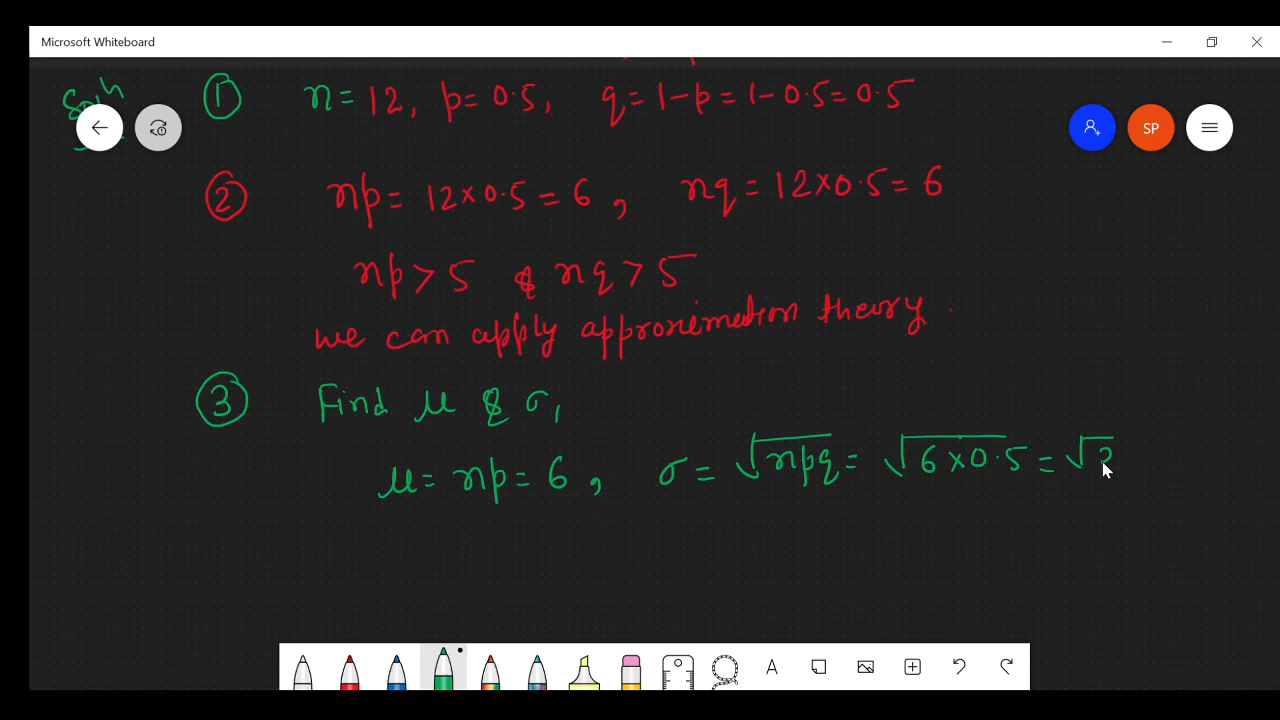 Microsoft Whiteboard
Soln ① n = 12, p = 0.5, q = 1 - p = 1 - 0.5 = 0.5
SP
② np = 12 × 0.5 = 6, nq = 12 × 0.5 = 6
np > 5 & nq > 5
we can apply approximation theory.
③ Find μ & σ,
μ = np = 6, σ = √npq = √6 × 0.5 = √3
A